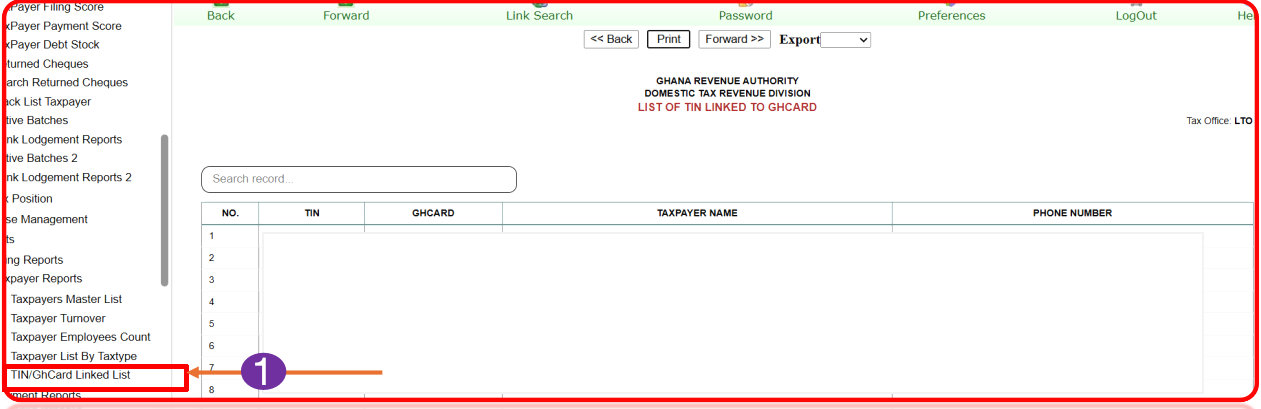 Payer Filing Score
xPayer Payment Score
xPayer Debt Stock
turned Cheques
arch Returned Cheques
ack List Taxpayer
tive Batches
nk Lodgement Reports
tive Batches 2
nk Lodgement Reports 2
x Position
se Management
ts
ng Reports
xpayer Reports
Taxpayers Master List
Taxpayer Turnover
Taxpayer Employees Count
Taxpayer List By Taxtype
TIN/GhCard Linked List
ment Reports
Back Forward Link Search Password Preferences LogOut He
<< Back Print Forward >> Export
GHANA REVENUE AUTHORITY
DOMESTIC TAX REVENUE DIVISION
LIST OF TIN LINKED TO GHCARD
Tax Office: LTO
Search record...
NO. TIN GHCARD TAXPAYER NAME PHONE NUMBER
1
2
3
4
5
6
7
8
1